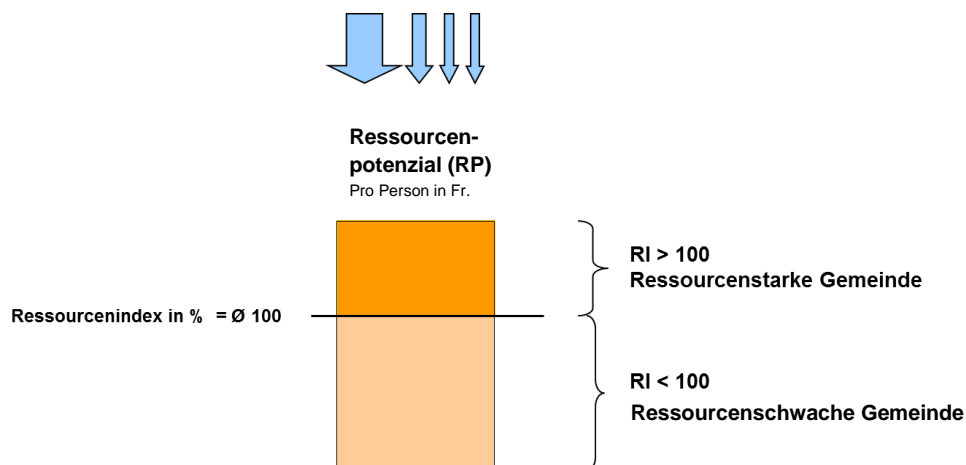 Ressourcen-
potenzial (RP)
Pro Person in Fr.
RI > 100
Ressourcenstarke Gemeinde
Ressourcenindex in % = Ø 100
RI < 100
Ressourcenschwache Gemeinde